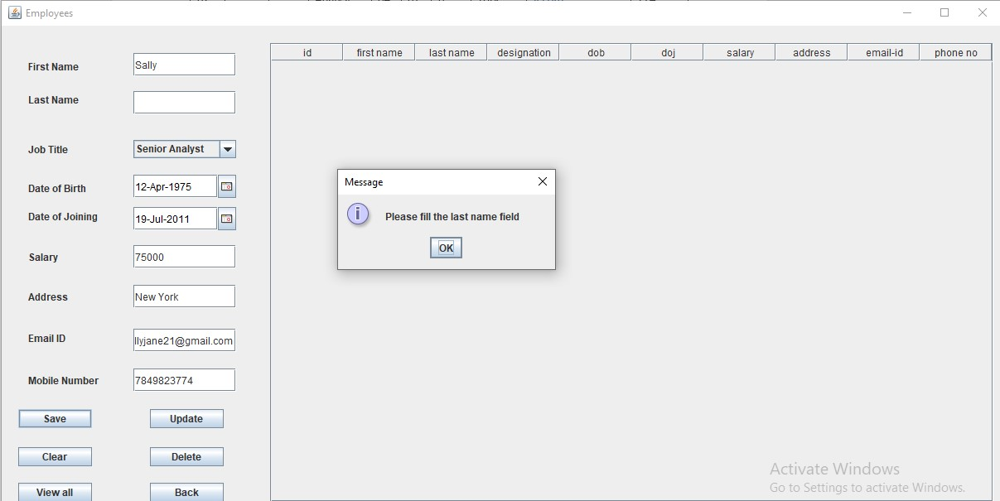 Employees
id first name last name designation dob doj salary address email-id phone no
First Name Sally
Last Name
Job Title Senior Analyst
Date of Birth 12-Apr-1975
Date of Joining 19-Jul-2011
Salary 75000
Address New York
Email ID llyjane21@gmail.com
Mobile Number 7849823774
Save Update
Clear Delete
View all Back
Message
Please fill the last name field
OK
Activate Windows
Go to Settings to activate Windows.